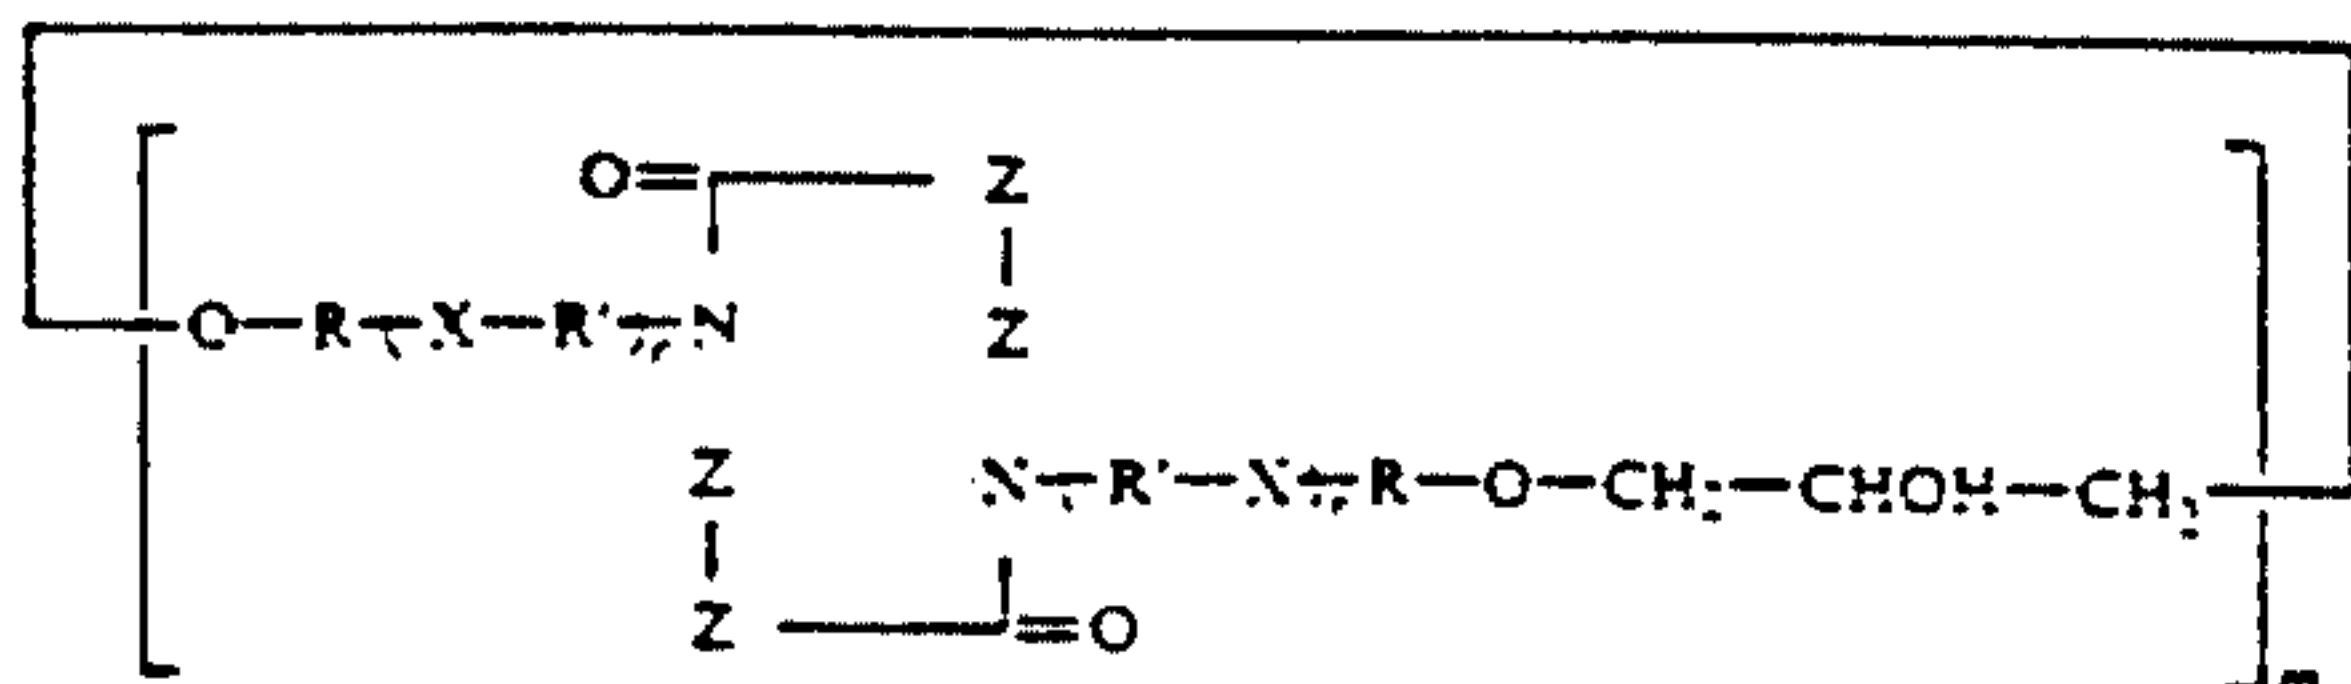 O= Z
Z
O—R—X—R'—N
Z
Z N—R'—X—R—O—CH₂—CHOH—CH₂
Z =O